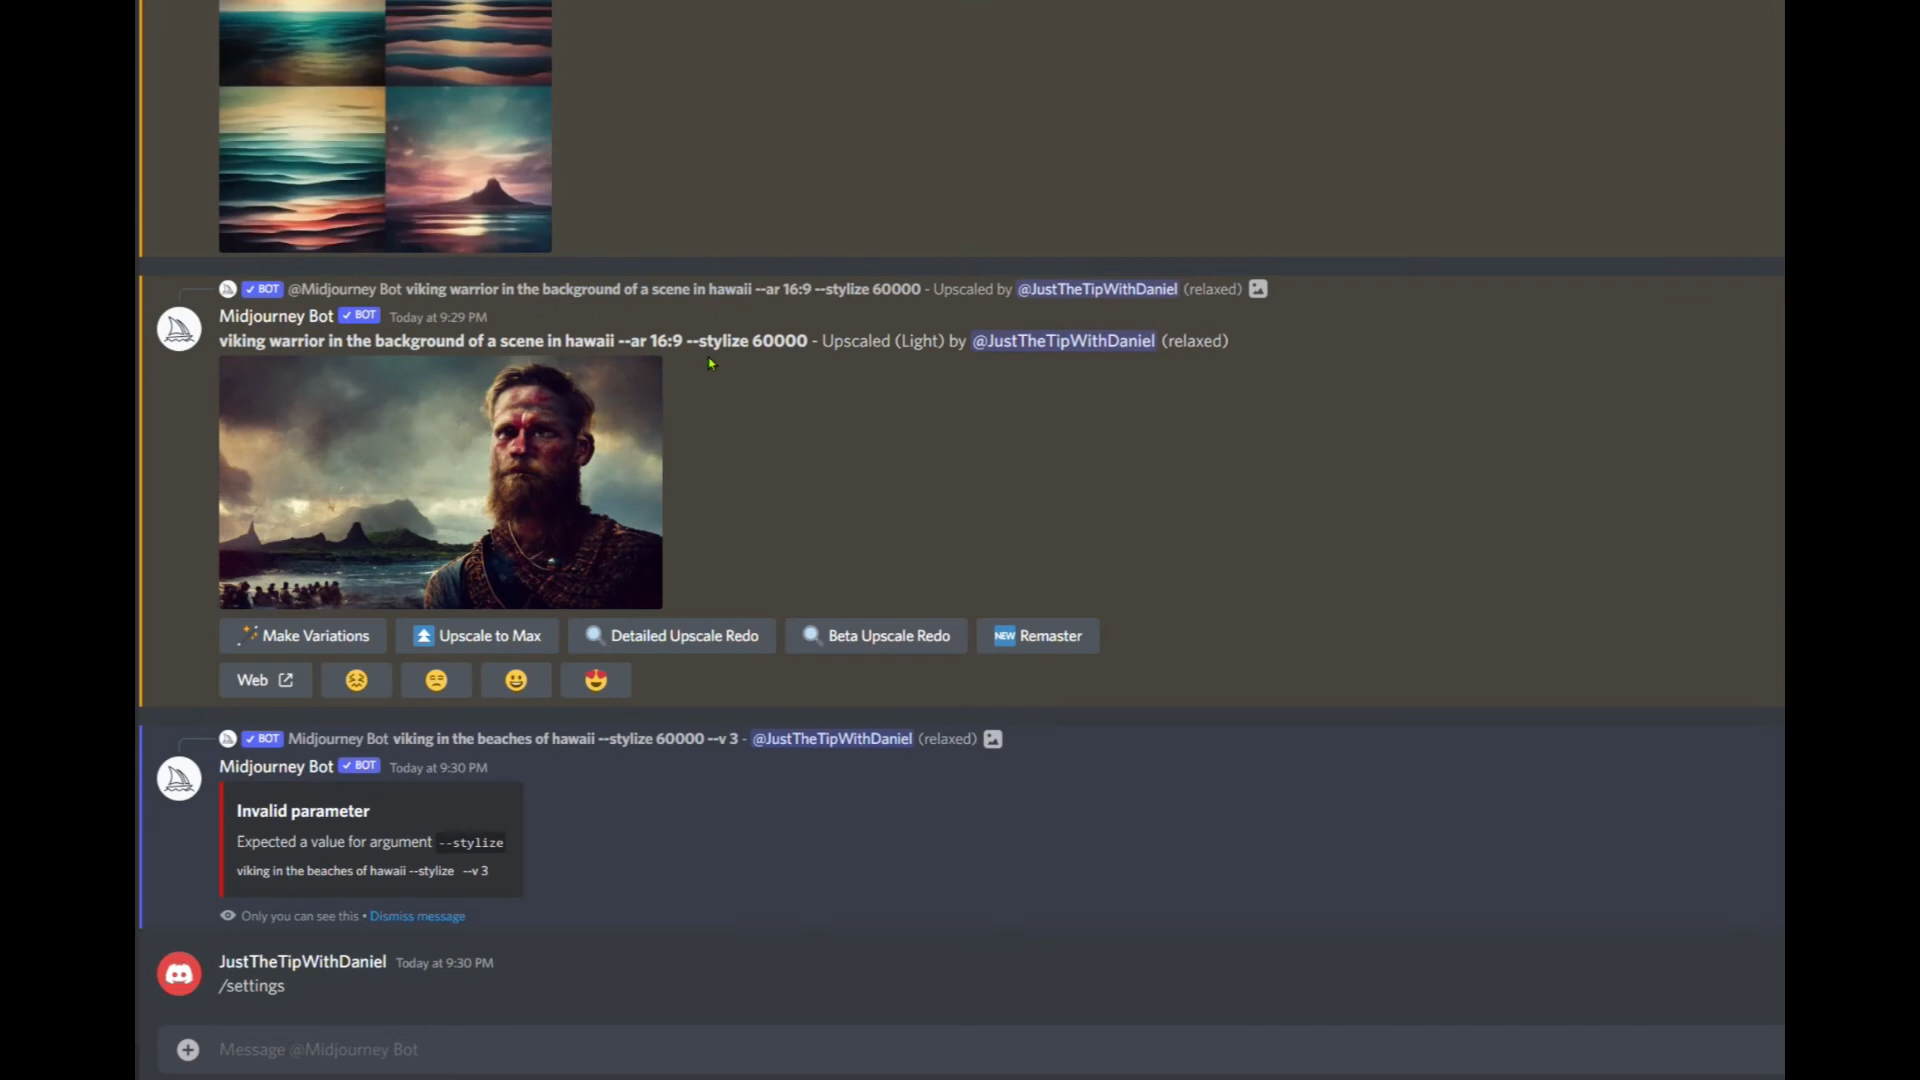 BOT @Midjourney Bot viking warrior in the background of a scene in hawaii --ar 16:9 --stylize 60000 - Upscaled by @JustTheTipWithDaniel (relaxed)
Midjourney Bot BOT Today at 9:29 PM
viking warrior in the background of a scene in hawaii --ar 16:9 --stylize 60000 - Upscaled (Light) by @JustTheTipWithDaniel (relaxed)
Make Variations Upscale to Max Detailed Upscale Redo Beta Upscale Redo NEW Remaster
Web
BOT Midjourney Bot viking in the beaches of hawaii --stylize 60000 --v 3 - @JustTheTipWithDaniel (relaxed)
Midjourney Bot BOT Today at 9:30 PM
Invalid parameter
Expected a value for argument --stylize
viking in the beaches of hawaii --stylize --v 3
Only you can see this • Dismiss message
JustTheTipWithDaniel Today at 9:30 PM
/settings
Message @Midjourney Bot